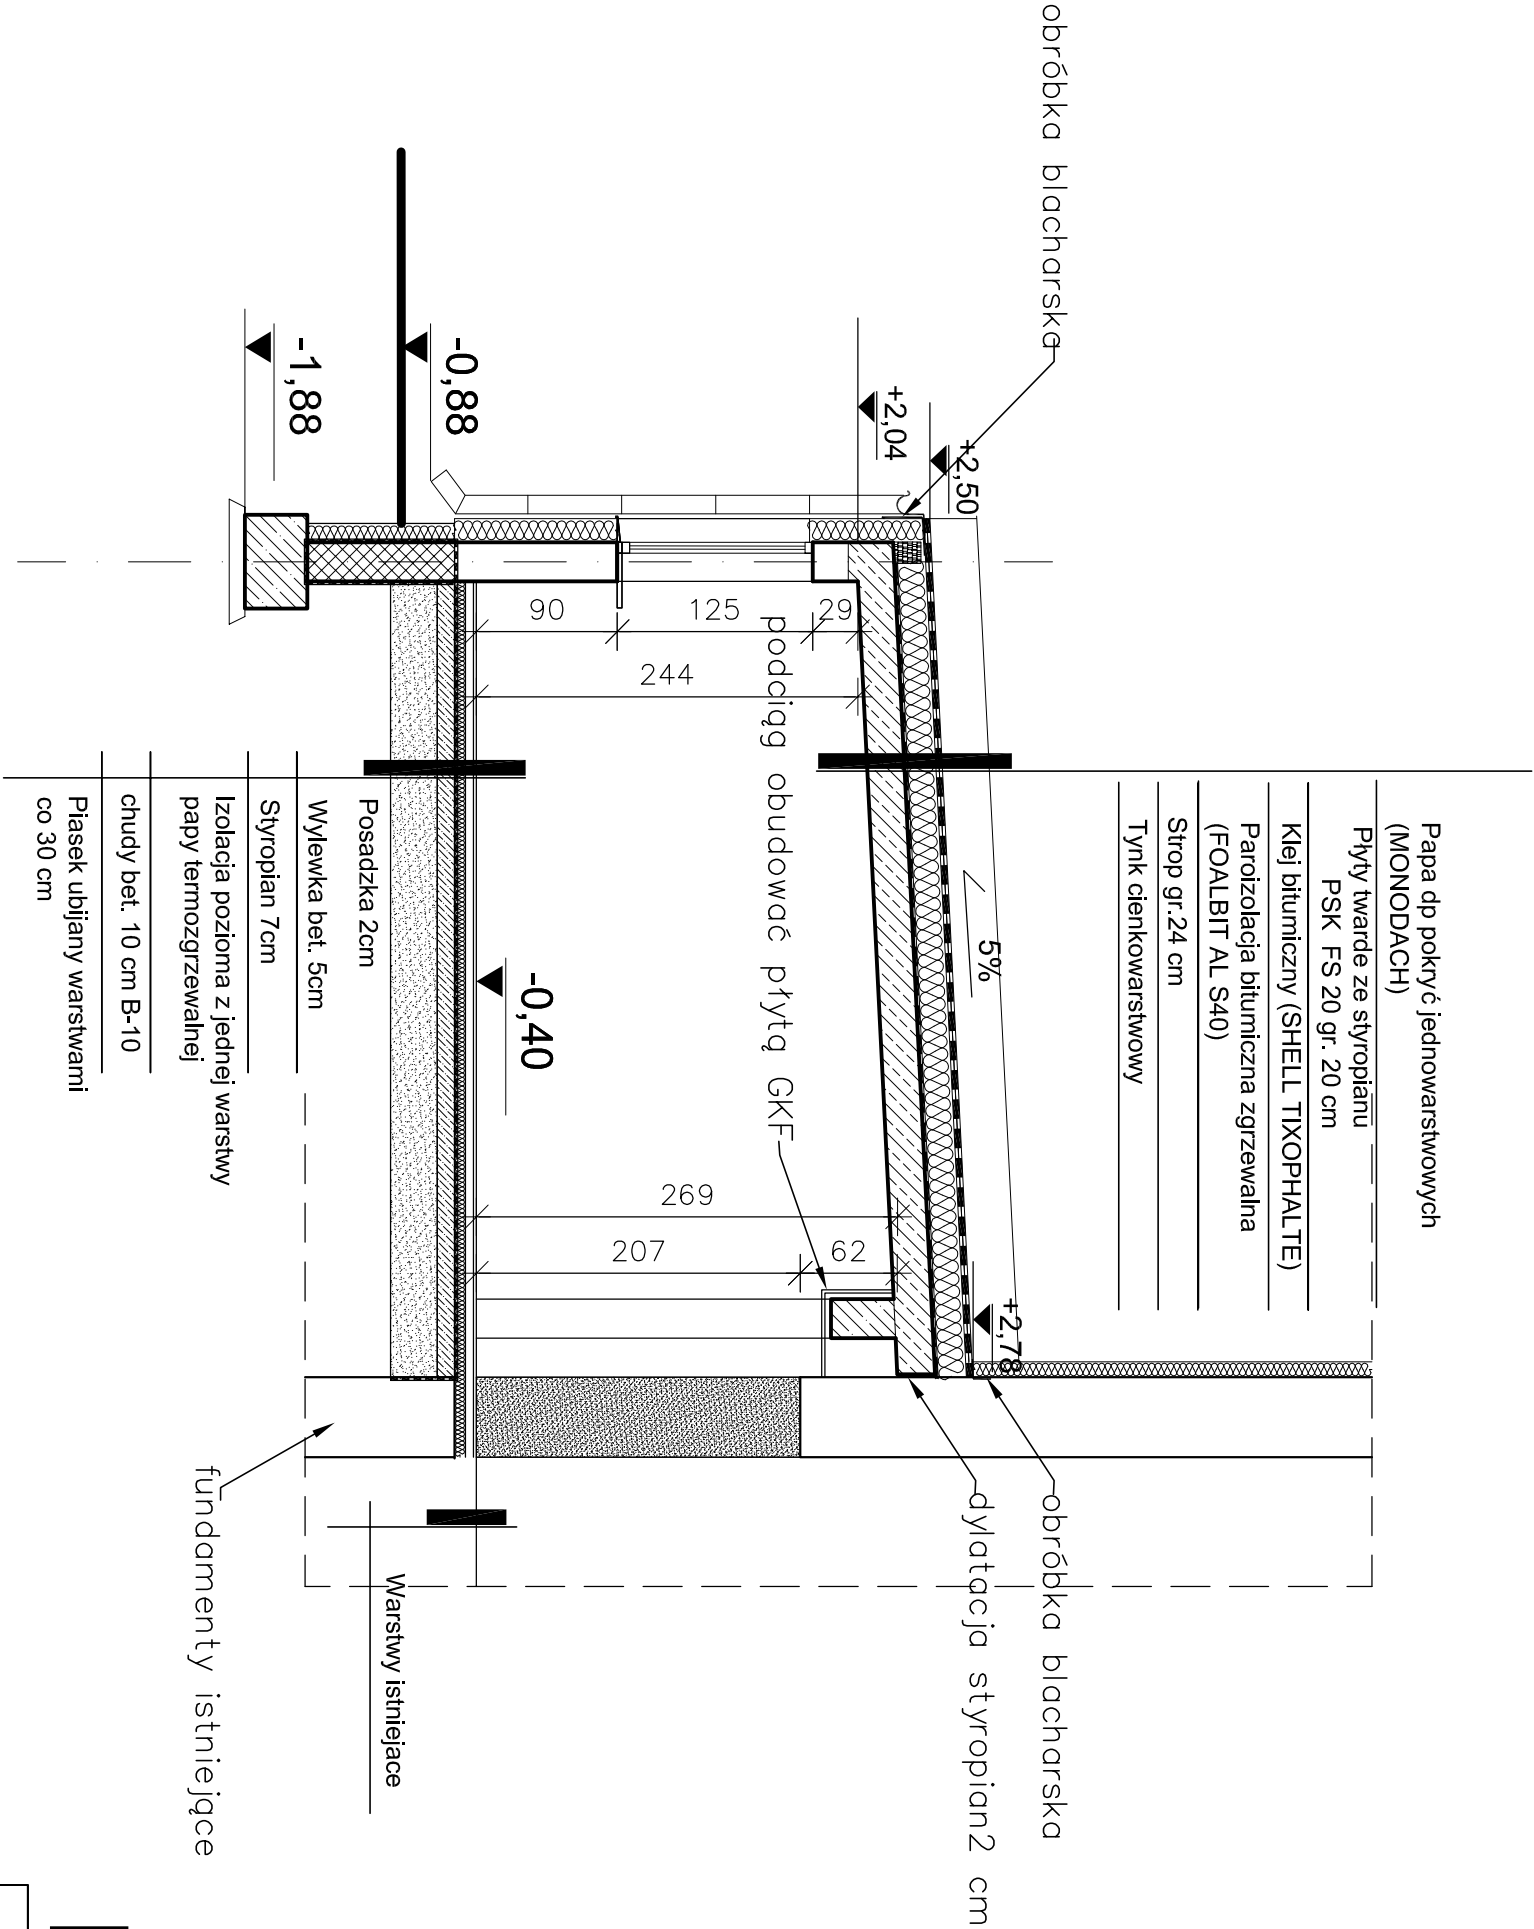 obróbka blacharska
Papa dp pokryć jednowarstwowych
(MONODACH)
Płyty twarde ze styropianu
PSK FS 20 gr. 20 cm
Klej bitumiczny (SHELL TIXOPHALTE)
Paroizolacja bitumiczna zgrzewalna
(FOALBIT AL S40)
Strop gr.24 cm
Tynk cienkowarstwowy
obróbka blacharska
dylatacja styropian2 cm
5%
+2,78
+2,50
+2,04
podciąg obudować płytą GKF
29
125
90
244
269
62
207
-0,40
-0,88
-1,88
Posadzka 2cm
Wylewka bet. 5cm
Styropian 7cm
Izolacja pozioma z jednej warstwy
papy termozgrzewalnej
chudy bet. 10 cm B-10
Piasek ubijany warstwami
co 30 cm
Warstwy istniejace
fundamenty istniejące